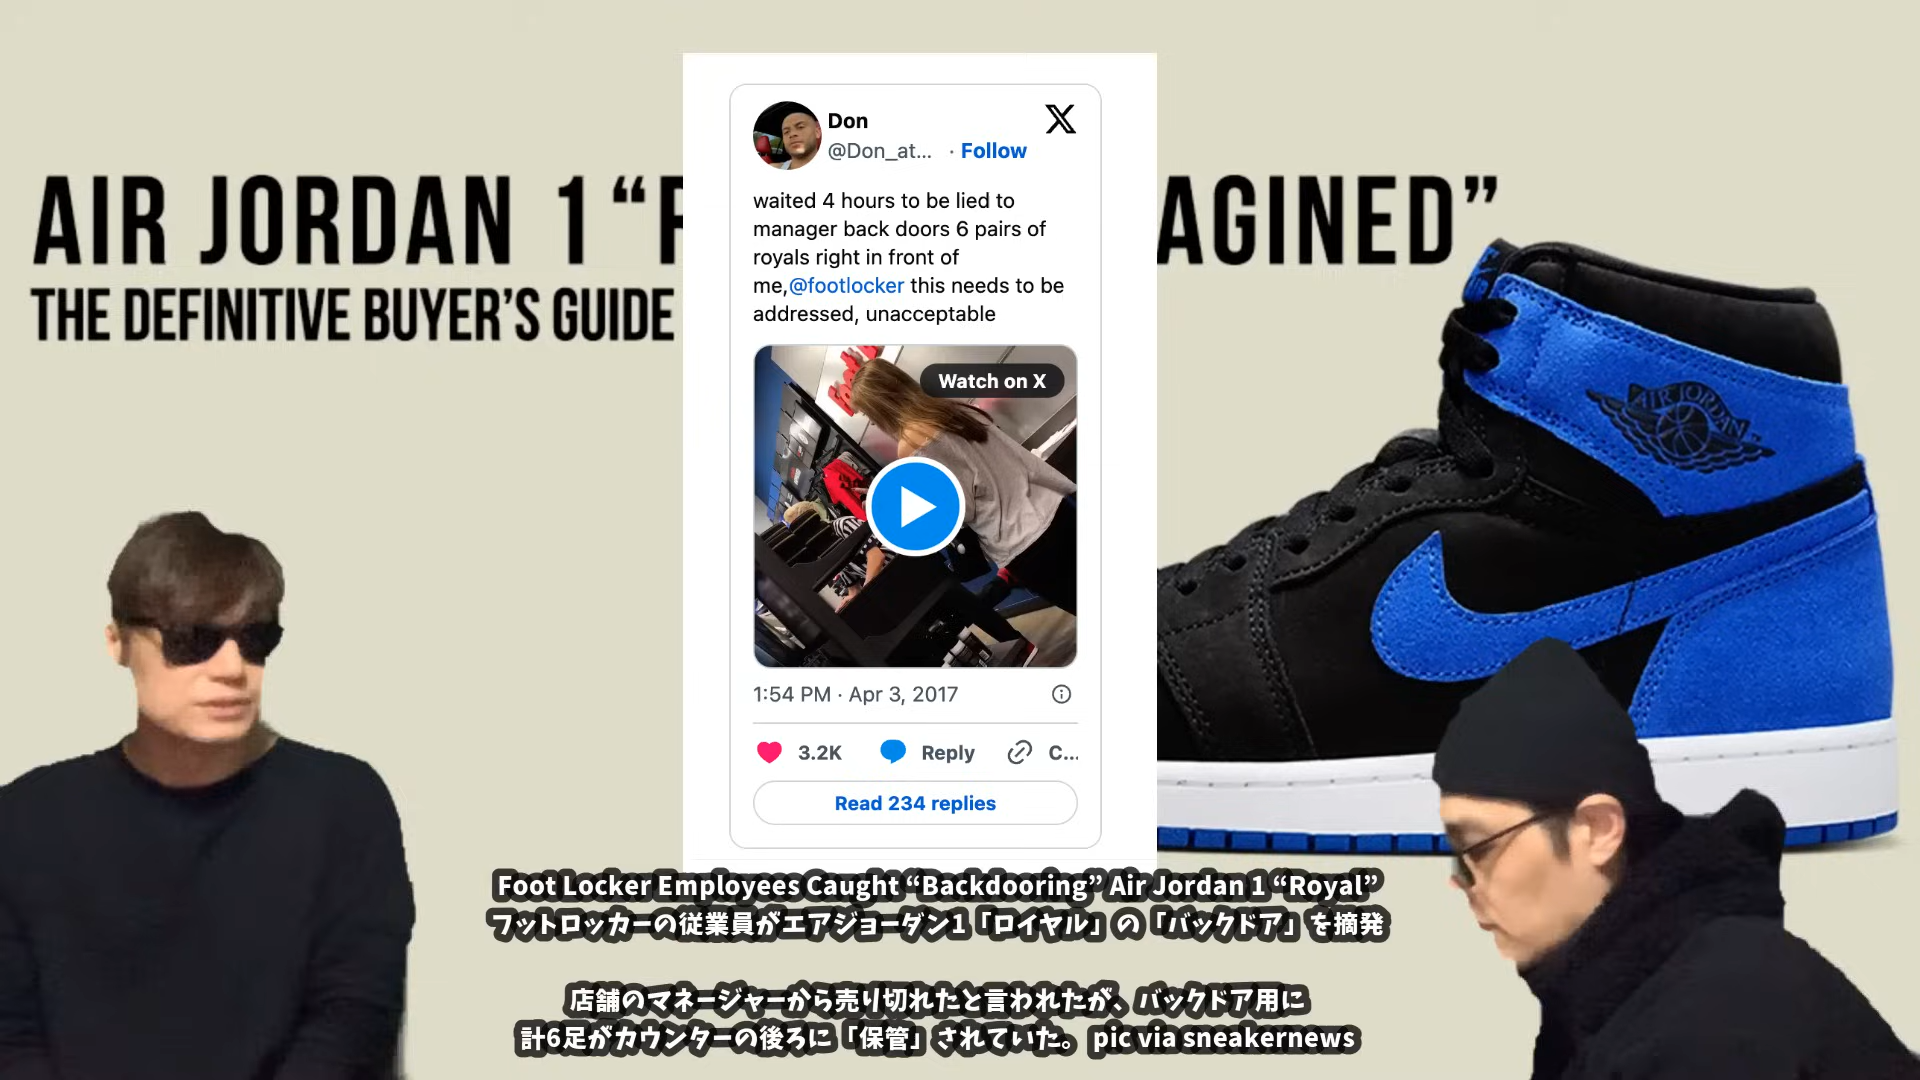 AIR JORDAN 1 “R
AGINED”
THE DEFINITIVE BUYER’S GUIDE
Don
@Don_at... · Follow
waited 4 hours to be lied to
manager back doors 6 pairs of
royals right in front of
me,@footlocker this needs to be
addressed, unacceptable
Watch on X
1:54 PM · Apr 3, 2017
3.2K Reply C...
Read 234 replies
AIR JORDAN
Foot Locker Employees Caught “Backdooring” Air Jordan 1 “Royal”
フットロッカーの従業員がエアジョーダン1「ロイヤル」の「バックドア」を摘発
店舗のマネージャーから売り切れたと言われたが、バックドア用に
計6足がカウンターの後ろに「保管」されていた。 pic via sneakernews